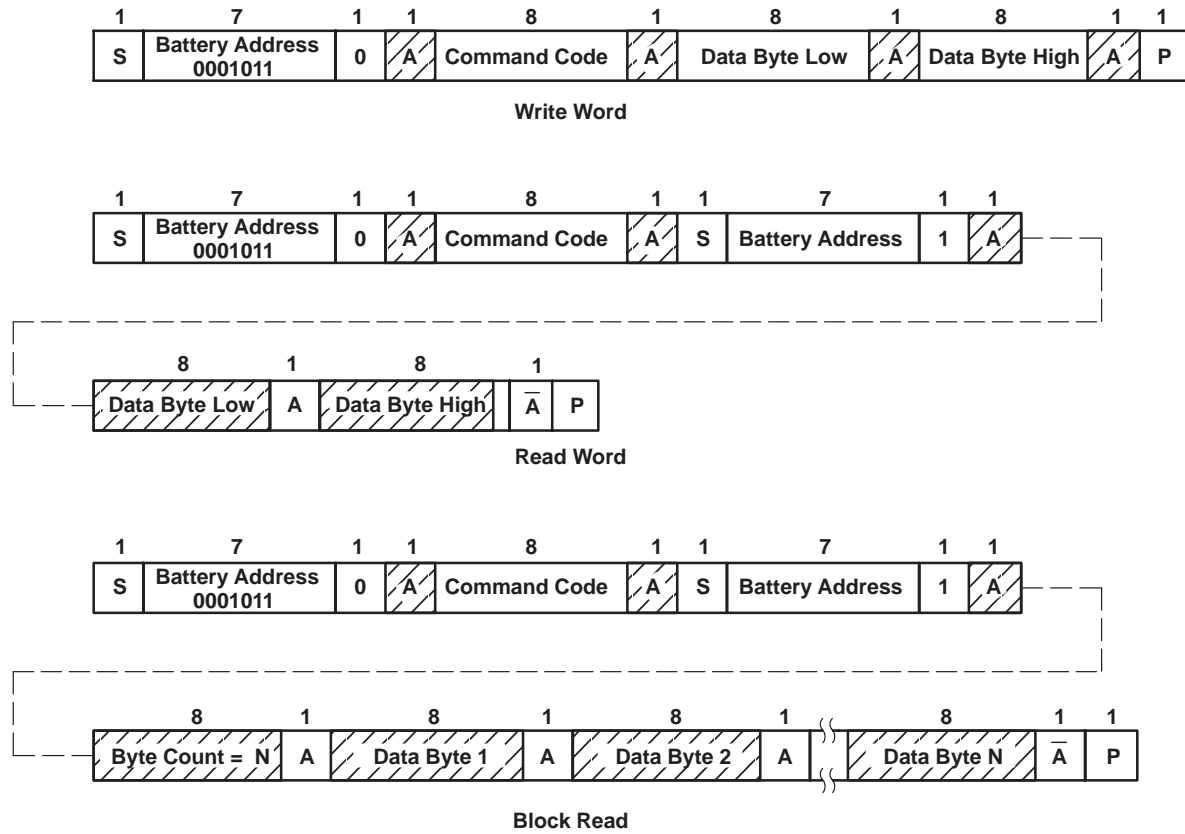 1 7 1 1 8 1 8 1 8 1 1
S Battery Address 0001011 0 A Command Code A Data Byte Low A Data Byte High A P
Write Word
1 7 1 1 8 1 1 7 1 1
S Battery Address 0001011 0 A Command Code A S Battery Address 1 A
8 1 8 1
Data Byte Low A Data Byte High A̅ P
Read Word
1 7 1 1 8 1 1 7 1 1
S Battery Address 0001011 0 A Command Code A S Battery Address 1 A
8 1 8 1 8 1 8 1 1
Byte Count = N A Data Byte 1 A Data Byte 2 A Data Byte N A̅ P
Block Read